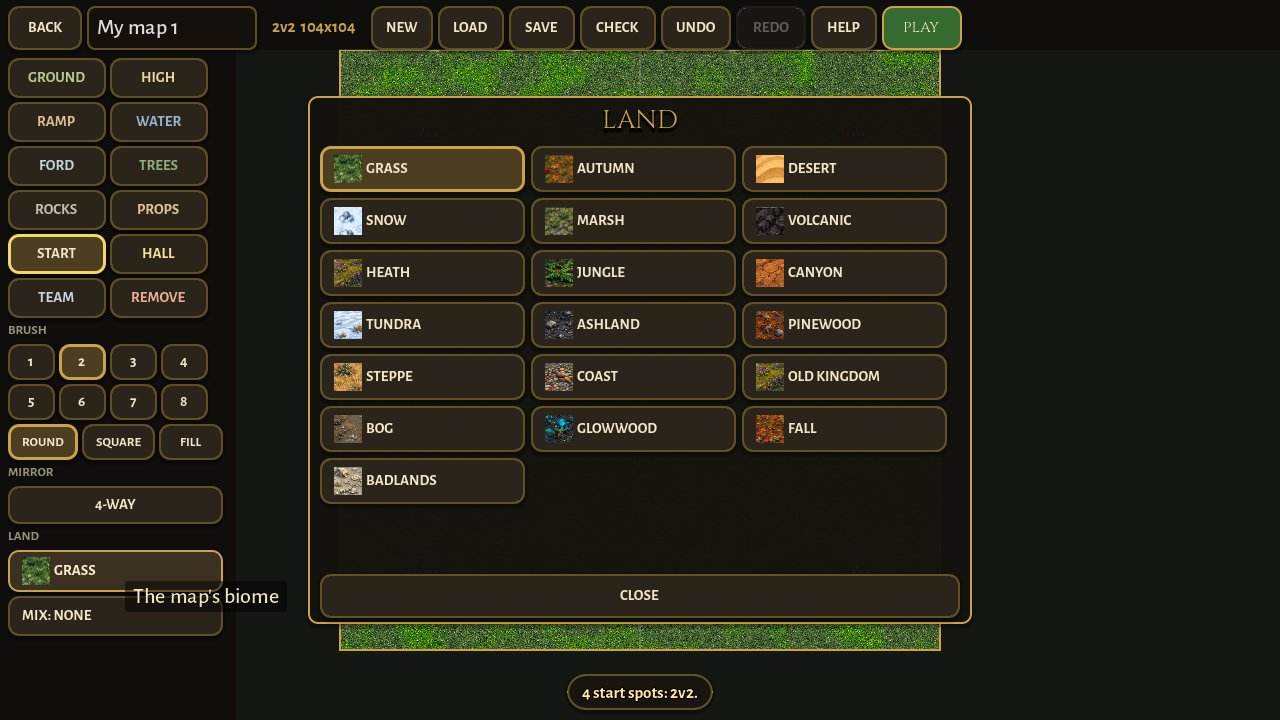 BACK
My map 1
2v2 104x104
NEW
LOAD
SAVE
CHECK
UNDO
REDO
HELP
PLAY
GROUND
HIGH
RAMP
WATER
FORD
TREES
ROCKS
PROPS
START
HALL
TEAM
REMOVE
BRUSH
1
2
3
4
5
6
7
8
ROUND
SQUARE
FILL
MIRROR
4-WAY
LAND
GRASS
The map's biome
MIX: NONE
LAND
GRASS
AUTUMN
DESERT
SNOW
MARSH
VOLCANIC
HEATH
JUNGLE
CANYON
TUNDRA
ASHLAND
PINEWOOD
STEPPE
COAST
OLD KINGDOM
BOG
GLOWWOOD
FALL
BADLANDS
CLOSE
4 start spots: 2v2.